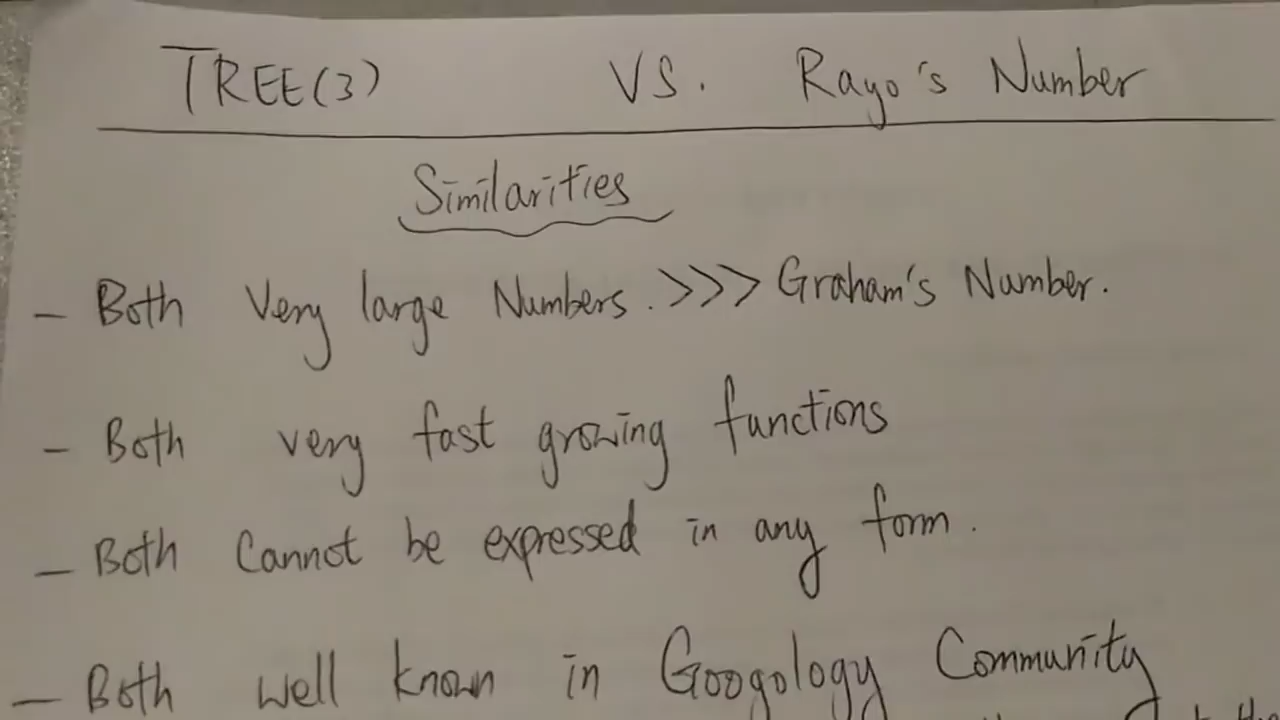 TREE(3) VS. Rayo's Number
Similarities
- Both Very large Numbers. >>> Graham's Number.
- Both very fast growing functions
- Both Cannot be expressed in any form.
- Both well known in Googology Community